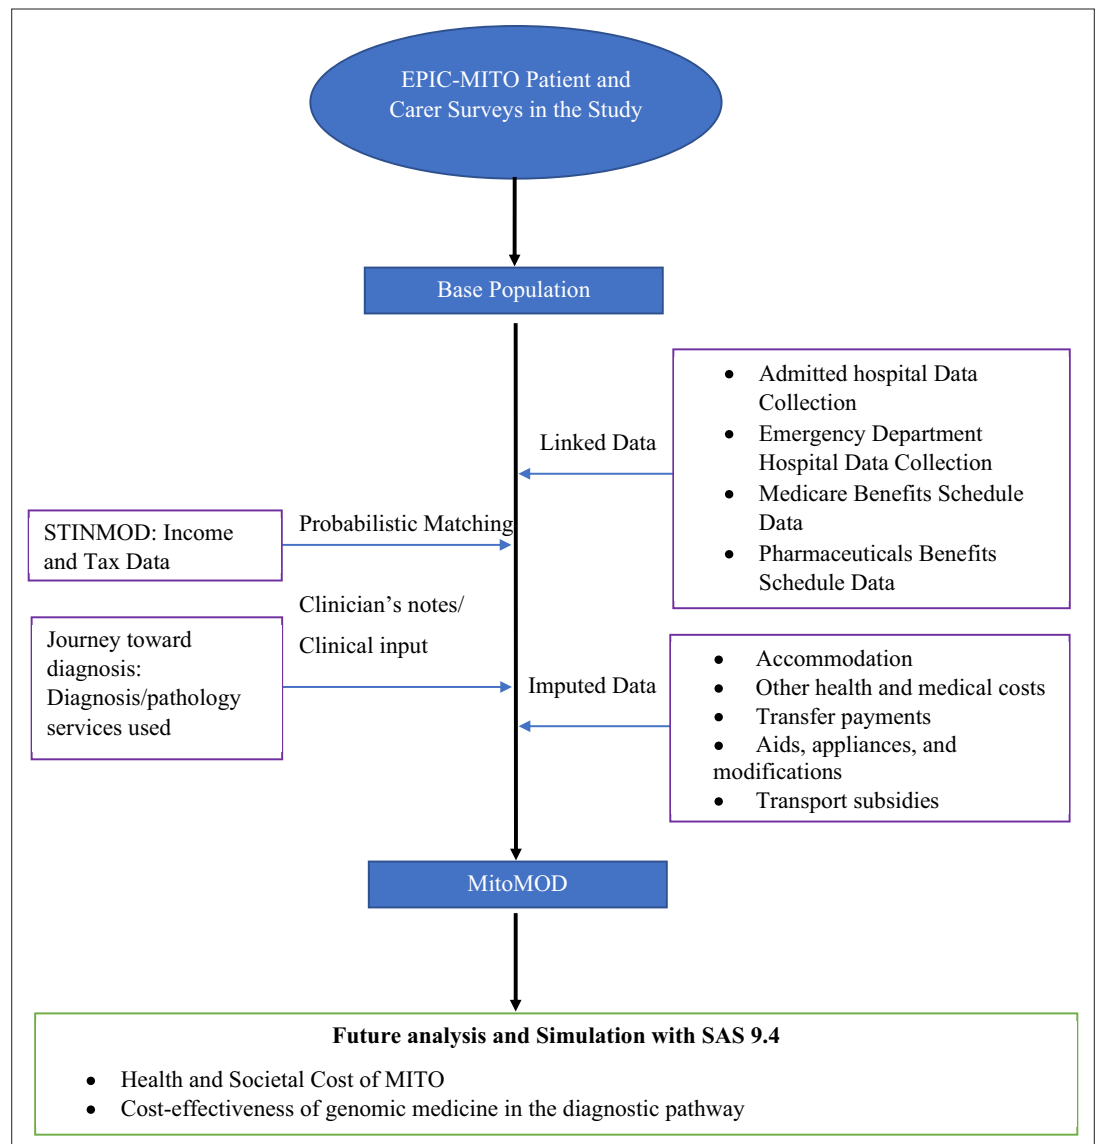 EPIC-MITO Patient and
Carer Surveys in the Study
Base Population
• Admitted hospital Data
Collection
• Emergency Department
Hospital Data Collection
• Medicare Benefits Schedule
Data
• Pharmaceuticals Benefits
Schedule Data
Linked Data
STINMOD: Income
and Tax Data
Probabilistic Matching
Clinician’s notes/
Clinical input
Journey toward
diagnosis:
Diagnosis/pathology
services used
Imputed Data
• Accommodation
• Other health and medical costs
• Transfer payments
• Aids, appliances, and
modifications
• Transport subsidies
MitoMOD
Future analysis and Simulation with SAS 9.4
• Health and Societal Cost of MITO
• Cost-effectiveness of genomic medicine in the diagnostic pathway